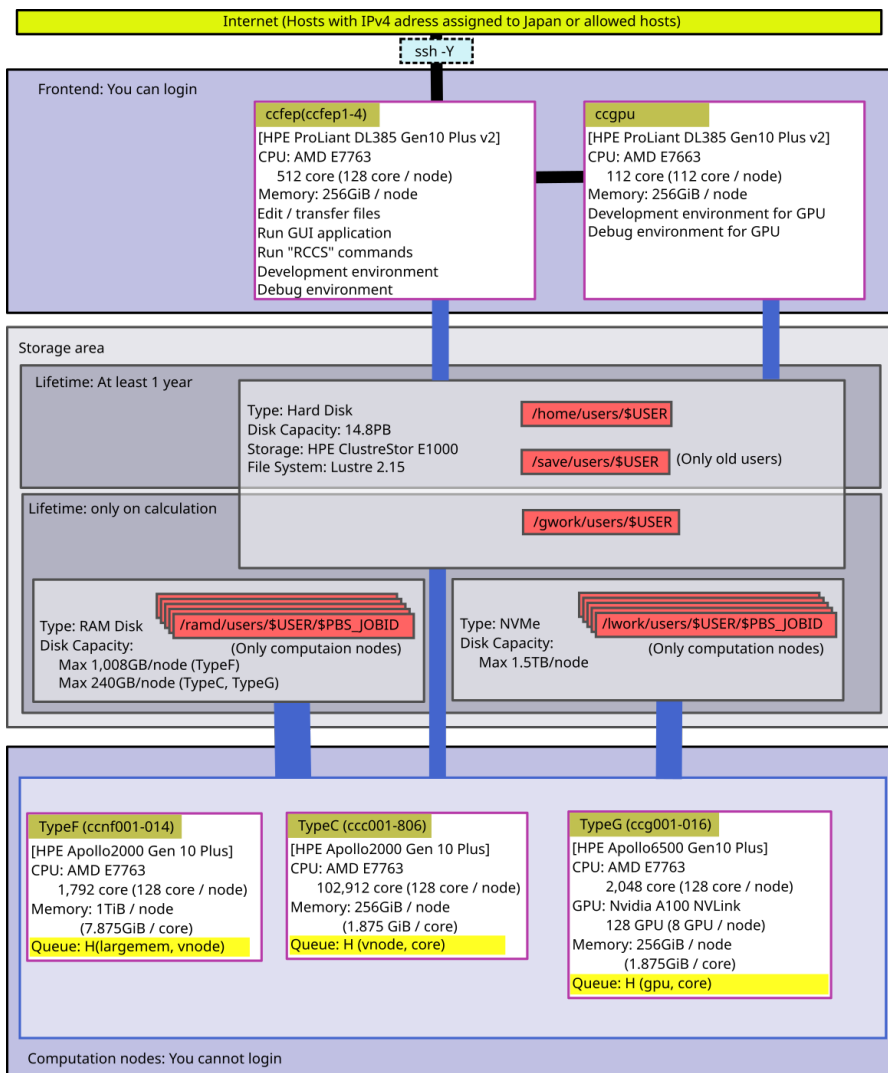 Internet (Hosts with IPv4 adress assigned to Japan or allowed hosts)
ssh -Y
Frontend: You can login
ccfep(ccfep1-4)
[HPE ProLiant DL385 Gen10 Plus v2]
CPU: AMD E7763
512 core (128 core / node)
Memory: 256GiB / node
Edit / transfer files
Run GUI application
Run "RCCS" commands
Development environment
Debug environment
ccgpu
[HPE ProLiant DL385 Gen10 Plus v2]
CPU: AMD E7663
112 core (112 core / node)
Memory: 256GiB / node
Development environment for GPU
Debug environment for GPU
Storage area
Lifetime: At least 1 year
Type: Hard Disk
Disk Capacity: 14.8PB
Storage: HPE ClustreStor E1000
File System: Lustre 2.15
/home/users/$USER
/save/users/$USER (Only old users)
Lifetime: only on calculation
/gwork/users/$USER
Type: RAM Disk
Disk Capacity:
Max 1,008GB/node (TypeF)
Max 240GB/node (TypeC, TypeG)
/ramd/users/$USER/$PBS_JOBID
(Only computaion nodes)
Type: NVMe
Disk Capacity:
Max 1.5TB/node
/lwork/users/$USER/$PBS_JOBID
(Only computation nodes)
TypeF (ccnf001-014)
[HPE Apollo2000 Gen 10 Plus]
CPU: AMD E7763
1,792 core (128 core / node)
Memory: 1TiB / node
(7.875GiB / core)
Queue: H(largemem, vnode)
TypeC (ccc001-806)
[HPE Apollo2000 Gen 10 Plus]
CPU: AMD E7763
102,912 core (128 core / node)
Memory: 256GiB / node
(1.875 GiB / core)
Queue: H (vnode, core)
TypeG (ccg001-016)
[HPE Apollo6500 Gen10 Plus]
CPU: AMD E7763
2,048 core (128 core / node)
GPU: Nvidia A100 NVLink
128 GPU (8 GPU / node)
Memory: 256GiB / node
(1.875GiB / core)
Queue: H (gpu, core)
Computation nodes: You cannot login